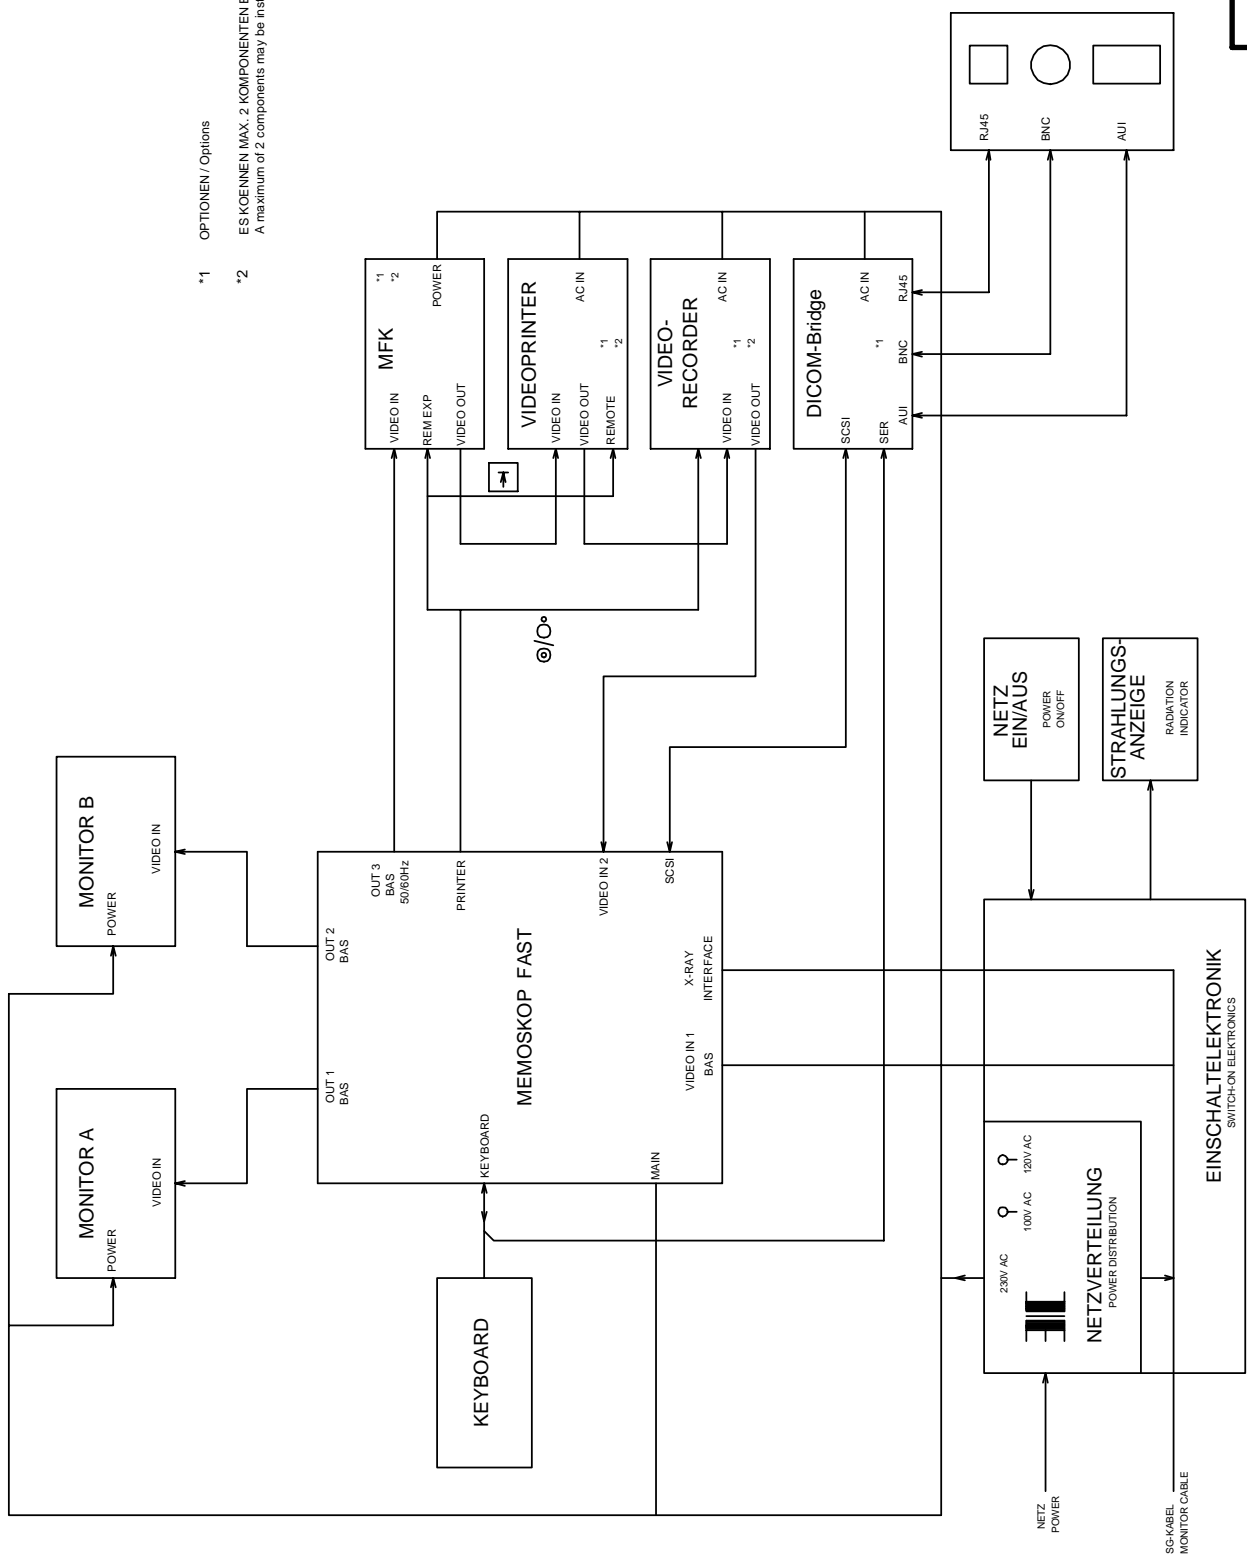 *1 OPTIONEN / Options
*2 ES KOENNEN MAX. 2 KOMPONENTEN
A maximum of 2 components may be
MONITOR A
POWER
VIDEO IN
MONITOR B
POWER
VIDEO IN
MEMOSKOP FAST
OUT 1
BAS
OUT 2
BAS
OUT 3
BAS
50/60Hz
PRINTER
VIDEO IN 2
SCSI
KEYBOARD
MAIN
VIDEO IN 1
BAS
X-RAY
INTERFACE
KEYBOARD
MFK
*1
*2
VIDEO IN
REM EXP
VIDEO OUT
POWER
VIDEOPRINTER
VIDEO IN
VIDEO OUT
REMOTE
AC IN
*1
*2
VIDEO-
RECORDER
VIDEO IN
VIDEO OUT
AC IN
*1
*2
DICOM-Bridge
SCSI
SER
AC IN
*1
AUI
BNC
RJ45
RJ45
BNC
AUI
NETZ
EIN/AUS
POWER
ON/OFF
STRAHLUNGS-
ANZEIGE
RADIATION
INDICATOR
230V AC
100V AC
120V AC
NETZVERTEILUNG
POWER DISTRIBUTION
EINSCHALTELEKTRONIK
SWITCH-ON ELEKTRONICS
NETZ
POWER
SG-KABEL
MONITOR CABLE